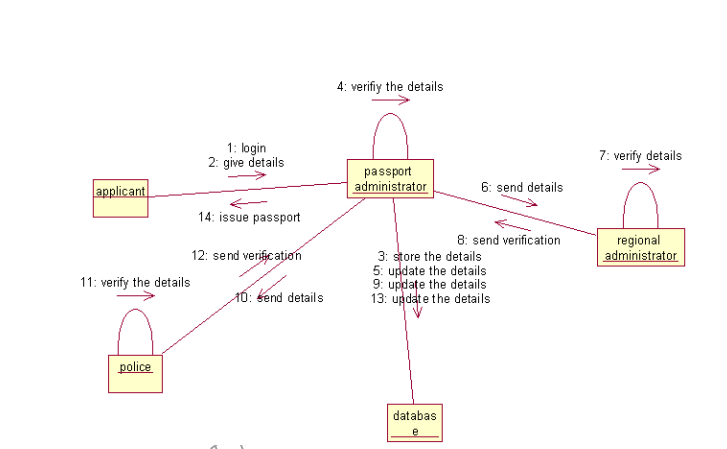 4: verifiy the details
1: login
2: give details
7: verify details
passport
administrator
applicant
6: send details
14: issue passport
8: send verification
regional
administrator
12: send verification
3: store the details
5: update the details
9: update the details
13: update the details
11: verify the details
10: send details
police
databas
e